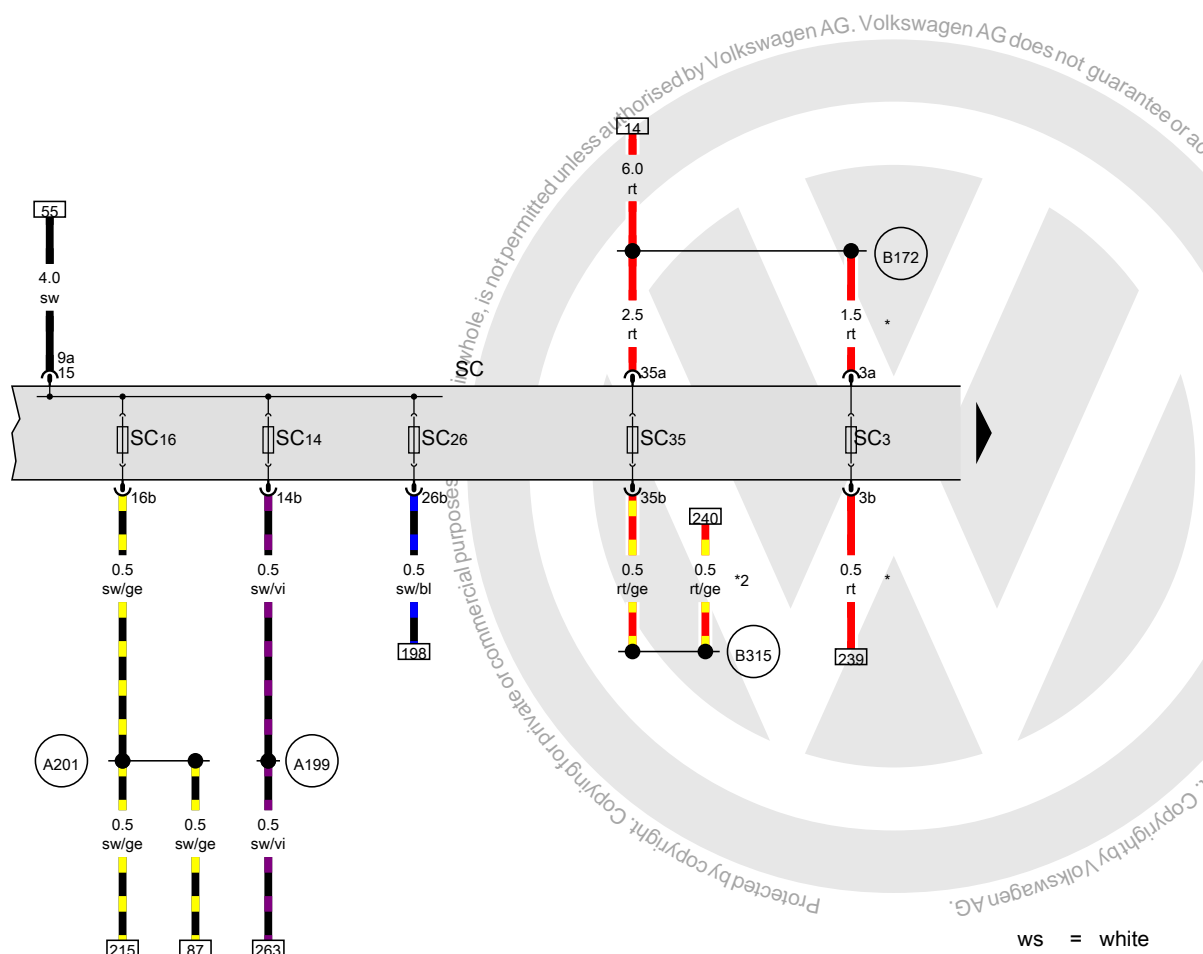 is not permitted unless authorised by Volkswagen AG. Volkswagen AG does not guarantee or
in whole,
14
6.0
rt
55
4.0
sw
B172
2.5
rt
1.5
rt
*
9a
15
SC
35a
3a
SC16
SC14
SC26
SC35
SC3
16b
14b
26b
35b
3b
240
0.5
sw/ge
0.5
sw/vi
0.5
sw/bl
0.5
rt/ge
0.5
rt/ge
*2
0.5
rt
*
198
B315
239
A201
A199
0.5
sw/ge
0.5
sw/ge
0.5
sw/vi
215
87
263
Protected by copyright. Copying for private or commercial purposes
Copyright by Volkswagen AG.
ws = white